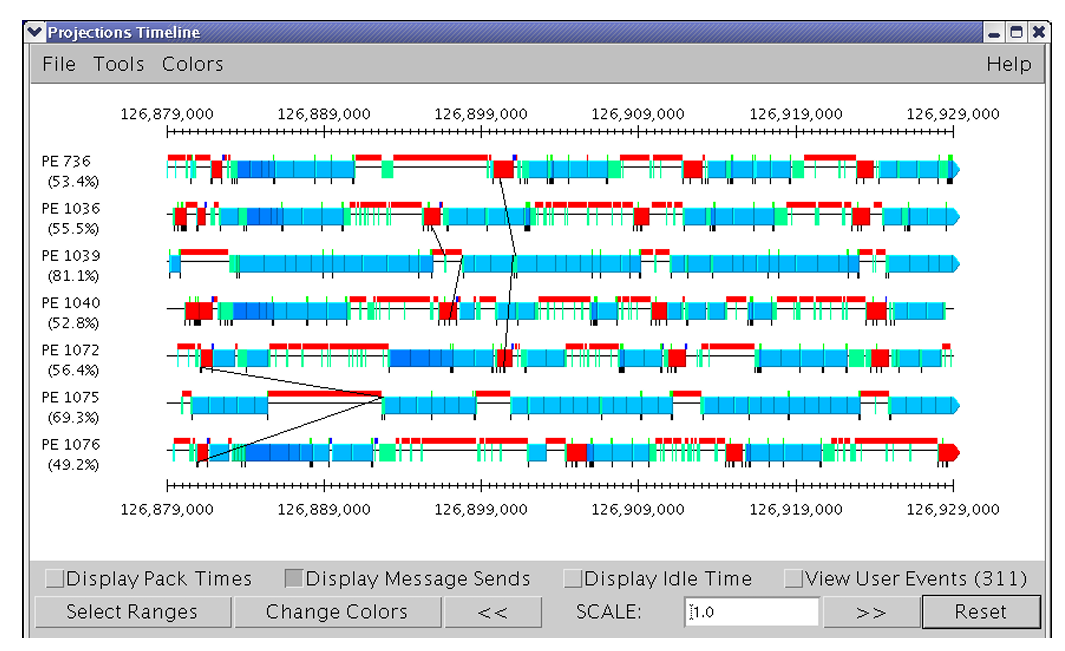 Projections Timeline
File Tools Colors Help
126,879,000 126,889,000 126,899,000 126,909,000 126,919,000 126,929,000
PE 736
(53.4%)
PE 1036
(55.5%)
PE 1039
(81.1%)
PE 1040
(52.8%)
PE 1072
(56.4%)
PE 1075
(69.3%)
PE 1076
(49.2%)
126,879,000 126,889,000 126,899,000 126,909,000 126,919,000 126,929,000
Display Pack Times Display Message Sends Display Idle Time View User Events (311)
Select Ranges Change Colors << SCALE: 1.0 >> Reset